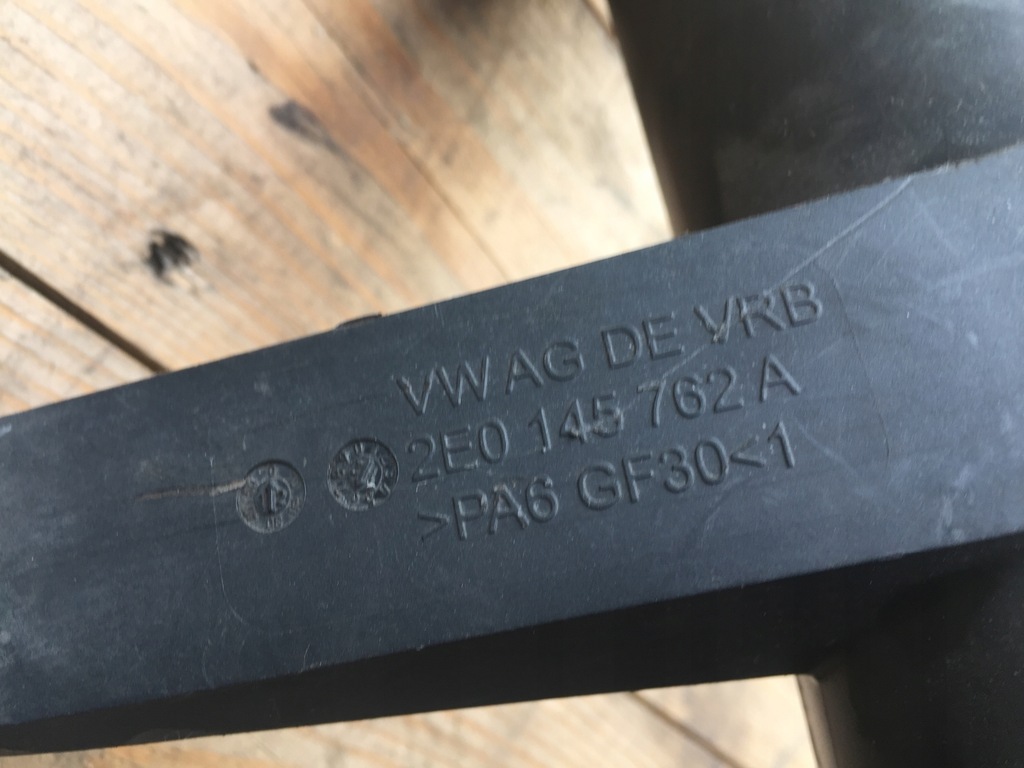 VW AG DE VRB
2E0 145 762 A
>PA6 GF30<1